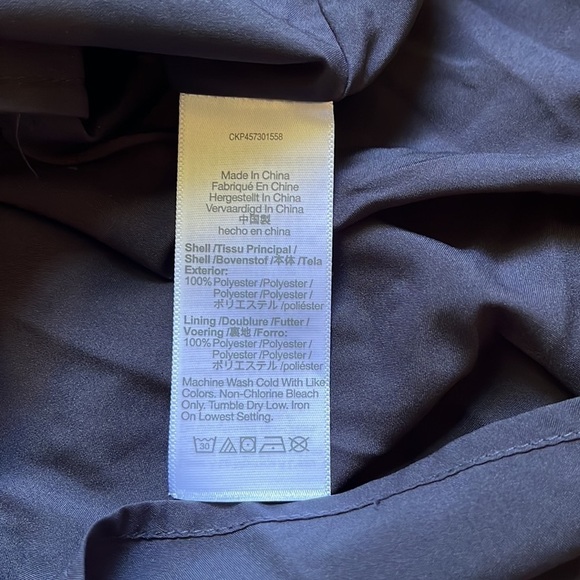 CKP457301558
Made In China
Fabriqué En Chine
Hergestellt In China
Vervaardigd In China
中国製
hecho en china
Shell/Tissu Principal/
Shell/Bovenstof/本体/Tela
Exterior:
100% Polyester/Polyester/
Polyester/Polyester/
ポリエステル/poliéster
Lining/Doublure/Futter/
Voering/裏地/Forro:
100% Polyester/Polyester/
Polyester/Polyester/
ポリエステル/poliéster
Machine Wash Cold With Like
Colors. Non-Chlorine Bleach
Only. Tumble Dry Low. Iron
On Lowest Setting.
30